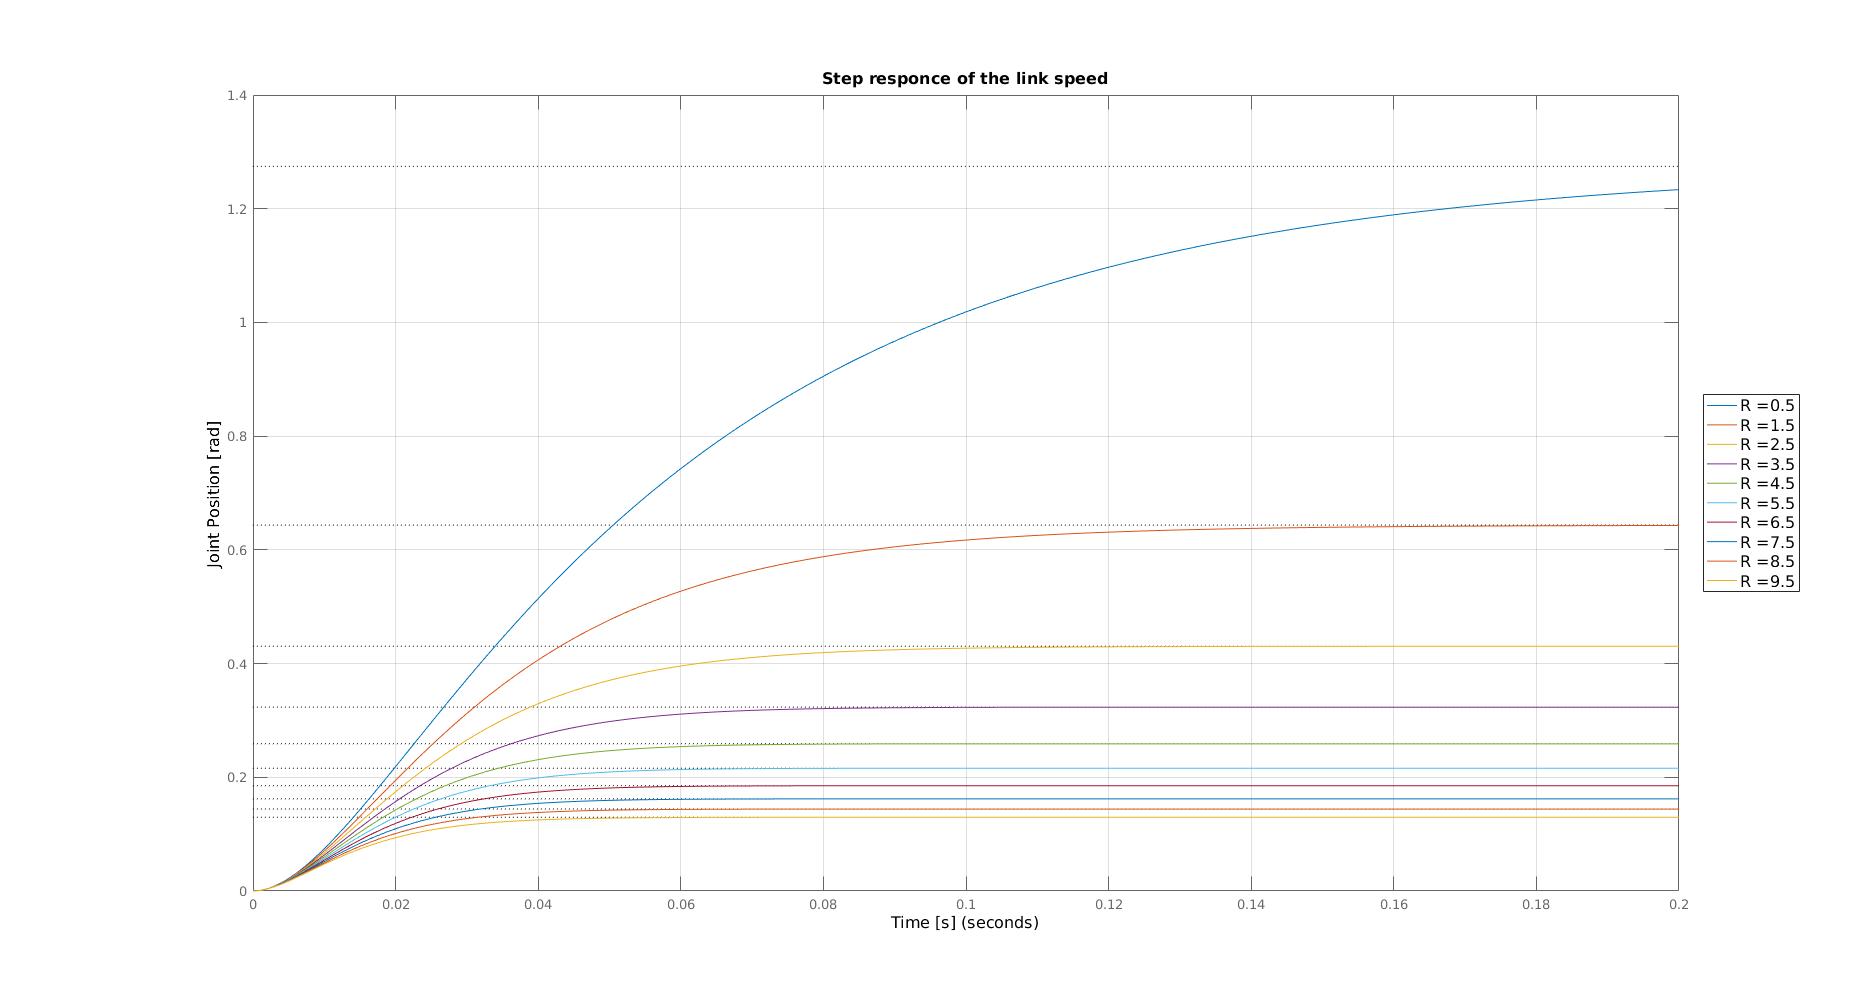 Step responce of the link speed
1.4
1.2
1
0.8
0.6
0.4
0.2
0
Joint Position [rad]
0 0.02 0.04 0.06 0.08 0.1 0.12 0.14 0.16 0.18 0.2
Time [s] (seconds)
R =0.5
R =1.5
R =2.5
R =3.5
R =4.5
R =5.5
R =6.5
R =7.5
R =8.5
R =9.5